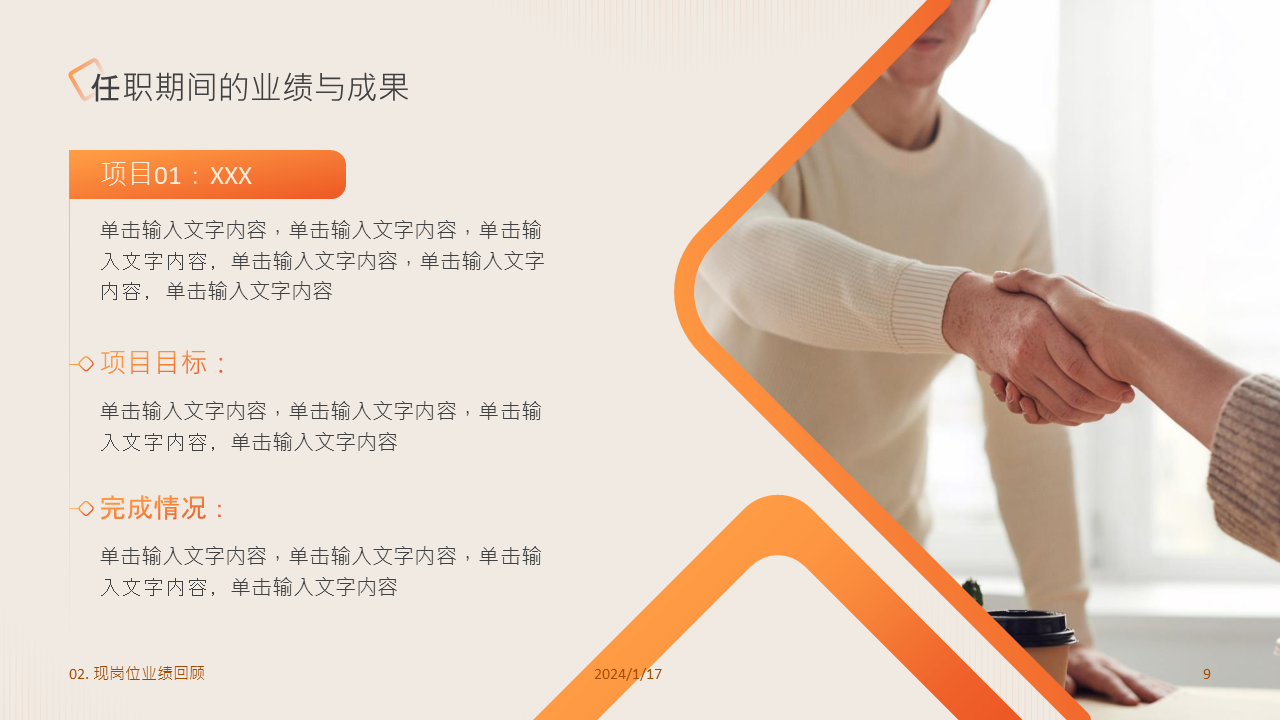 任职期间的业绩与成果
项目01：XXX
单击输入文字内容，单击输入文字内容，单击输
入文字内容，单击输入文字内容，单击输入文字
内容，单击输入文字内容
项目目标：
单击输入文字内容，单击输入文字内容，单击输
入文字内容，单击输入文字内容
完成情况：
单击输入文字内容，单击输入文字内容，单击输
入文字内容，单击输入文字内容
02. 现岗位业绩回顾
2024/1/17
9